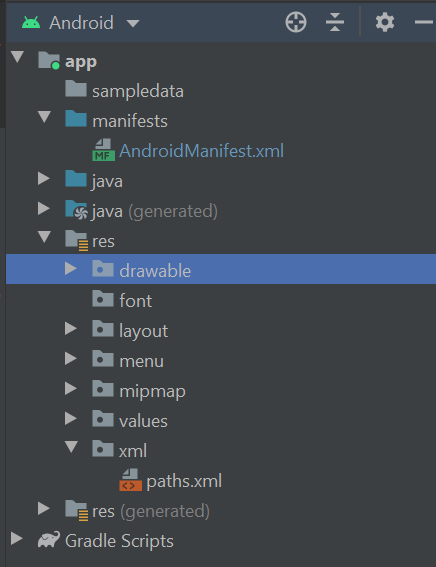 Android
app
sampledata
manifests
MF AndroidManifest.xml
java
java (generated)
res
drawable
font
layout
menu
mipmap
values
xml
<> paths.xml
res (generated)
Gradle Scripts